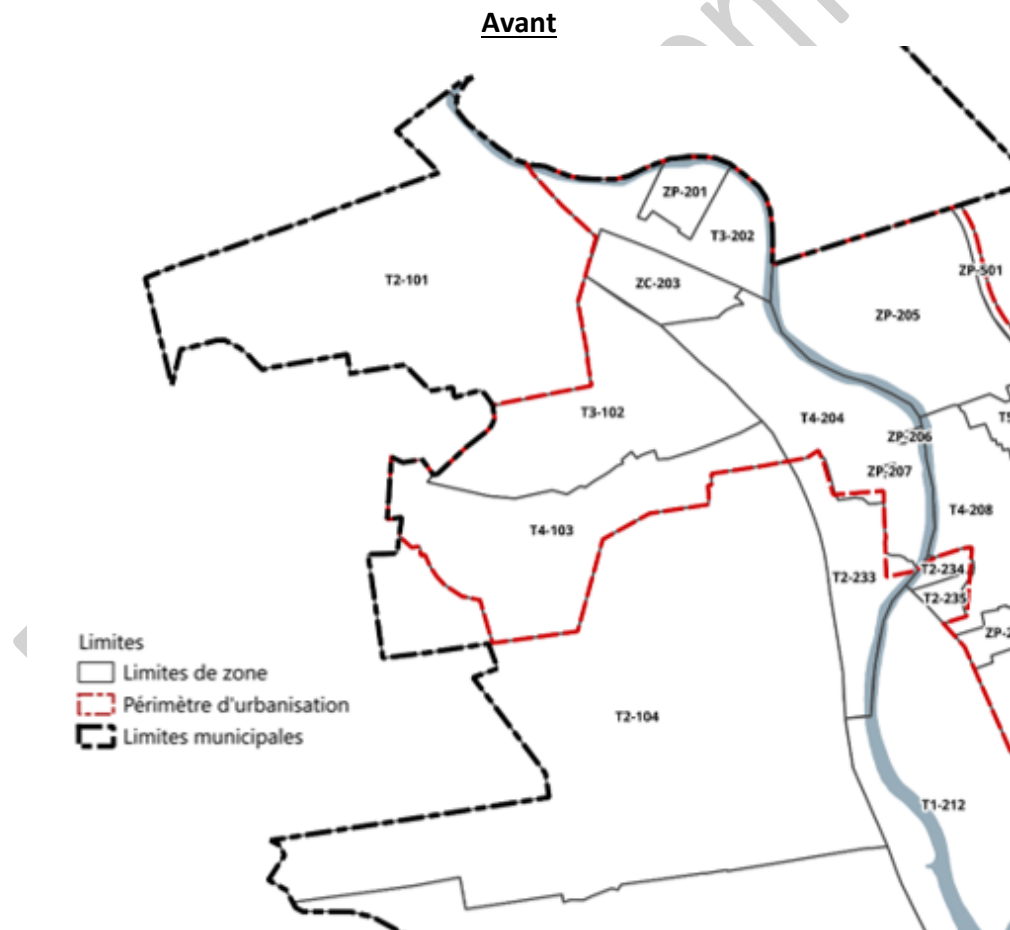 Avant
ZP-201
T3-202
T2-101
ZC-203
ZP-501
ZP-205
T3-102
T4-204
ZP-206
ZP-207
T4-103
T4-208
T2-233
T2-234
T2-235
Limites
Limites de zone
Périmètre d'urbanisation
Limites municipales
T2-104
T1-212